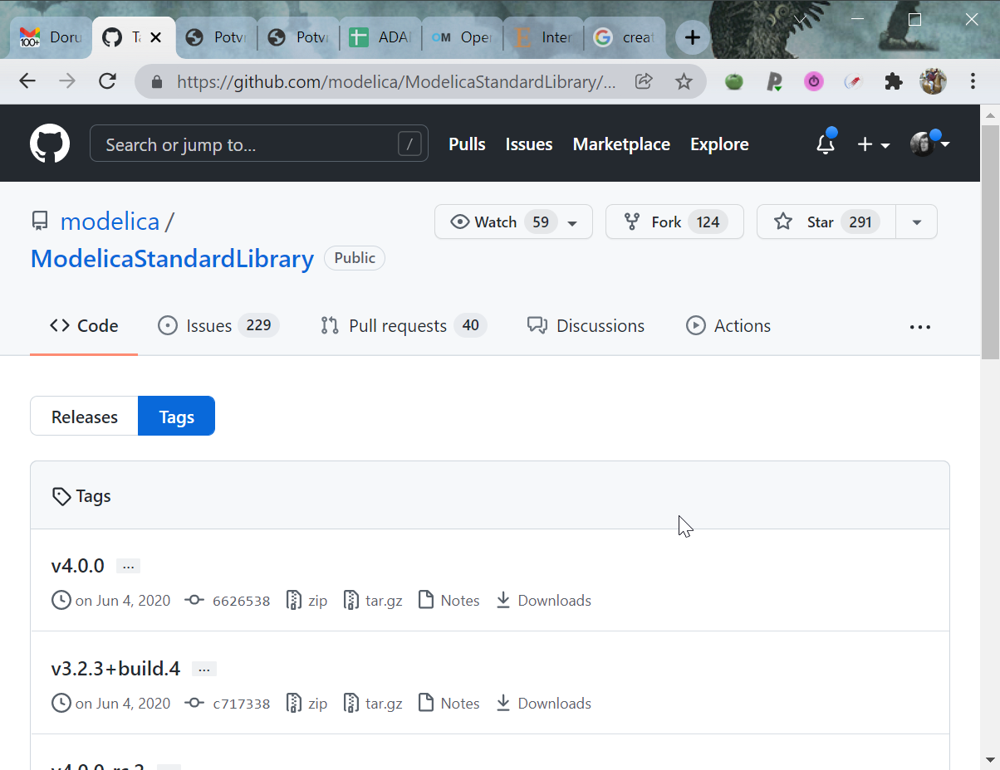 100+ Doru Ta Potvr Potvr ADA OM Oper E Inter G creat
https://github.com/modelica/ModelicaStandardLibrary/...
Search or jump to... / Pulls Issues Marketplace Explore
modelica / Watch 59 Fork 124 Star 291
ModelicaStandardLibrary Public
Code Issues 229 Pull requests 40 Discussions Actions ...
Releases Tags
Tags
v4.0.0 ...
on Jun 4, 2020 6626538 zip tar.gz Notes Downloads
v3.2.3+build.4 ...
on Jun 4, 2020 c717338 zip tar.gz Notes Downloads